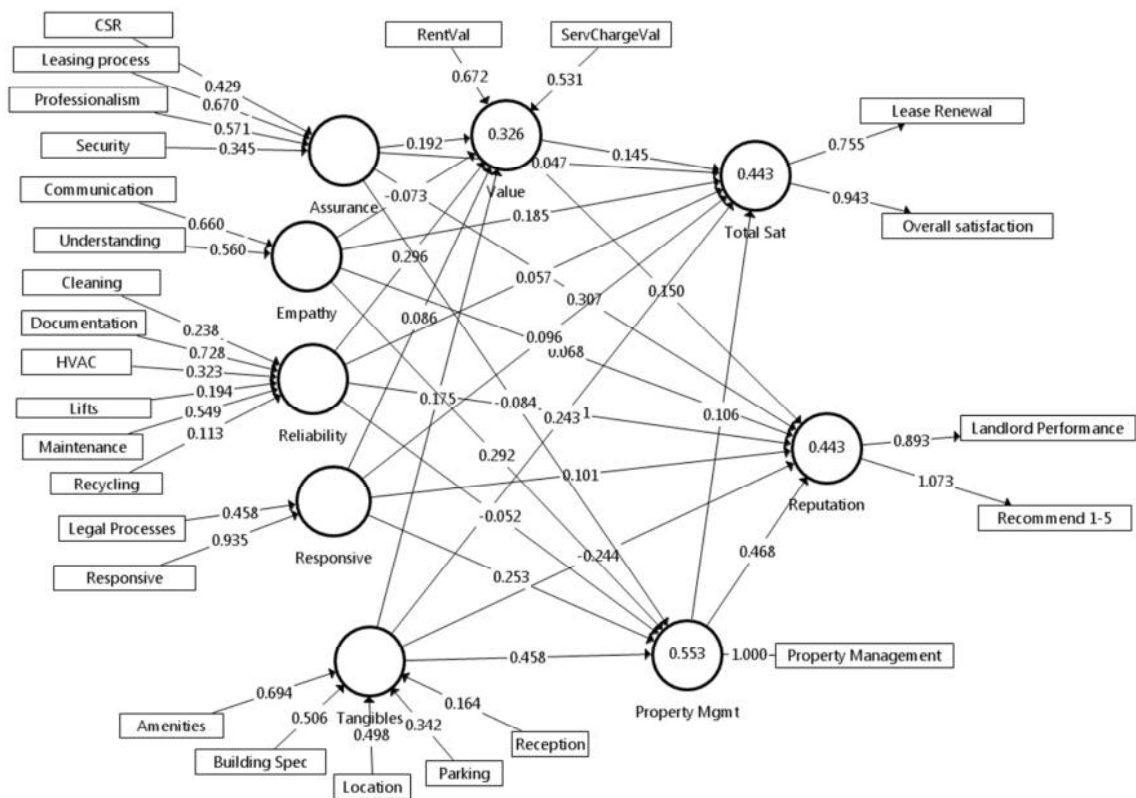 CSR
Leasing process
Professionalism
Security
Communication
Understanding
Cleaning
Documentation
HVAC
Lifts
Maintenance
Recycling
Legal Processes
Responsive
Amenities
Building Spec
Location
Parking
Reception
0.429
0.670
0.571
0.345
0.660
0.560
0.238
0.728
0.323
0.194
0.549
0.113
0.458
0.935
0.694
0.506
0.498
0.342
0.164
Assurance
Empathy
Reliability
Responsive
Tangibles
RentVal
ServChargeVal
0.672
0.531
0.326
Value
0.192
-0.073
0.296
0.086
0.175
0.145
0.047
0.185
0.057
0.096
0.243
0.106
0.307
0.150
0.068
-0.084
0.101
-0.244
0.468
0.292
-0.052
0.253
0.458
0.443
Total Sat
0.755
0.943
Lease Renewal
Overall satisfaction
0.443
Reputation
0.893
1.073
Landlord Performance
Recommend 1-5
0.553
Property Mgmt
1.000
Property Management